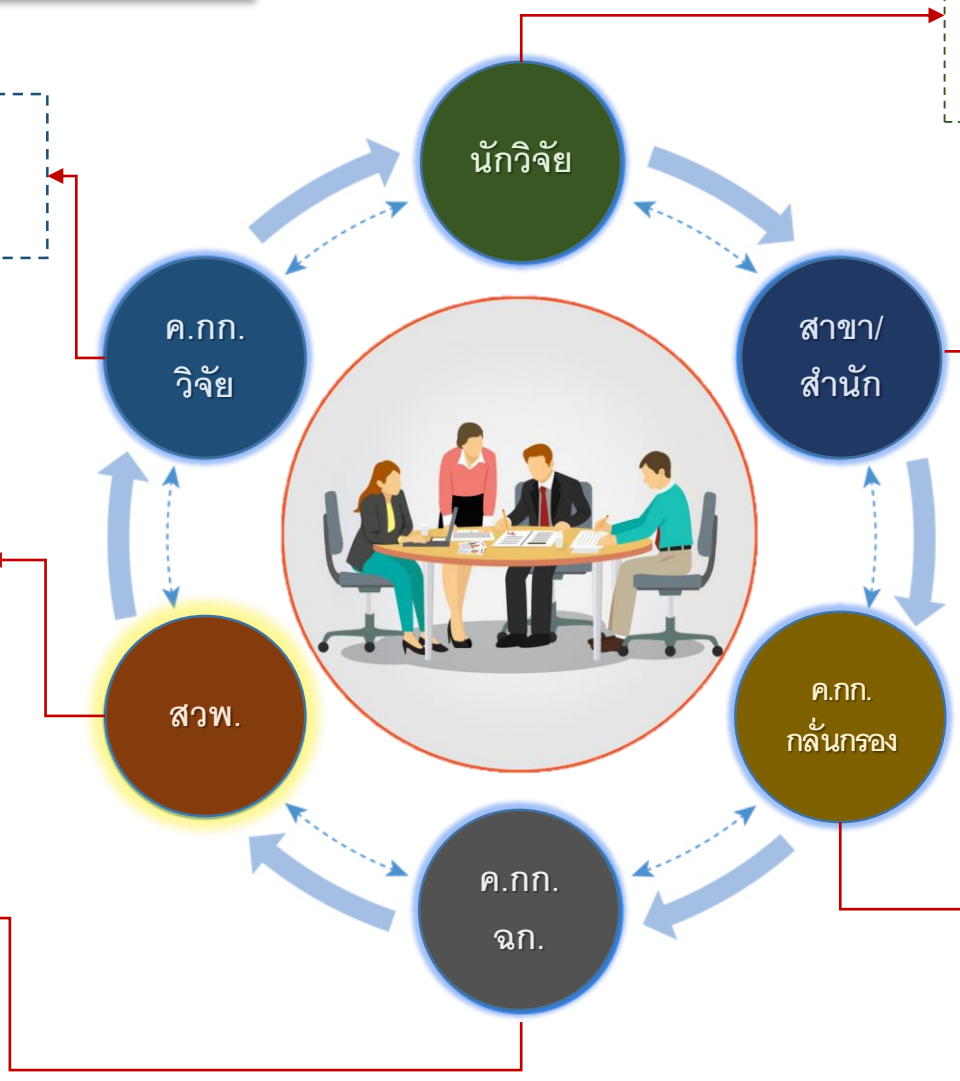 นักวิจัย
สาขา/
สำนัก
ค.กก.
กลั่นกรอง
ค.กก.
ฉก.
สวพ.
ค.กก.
วิจัย